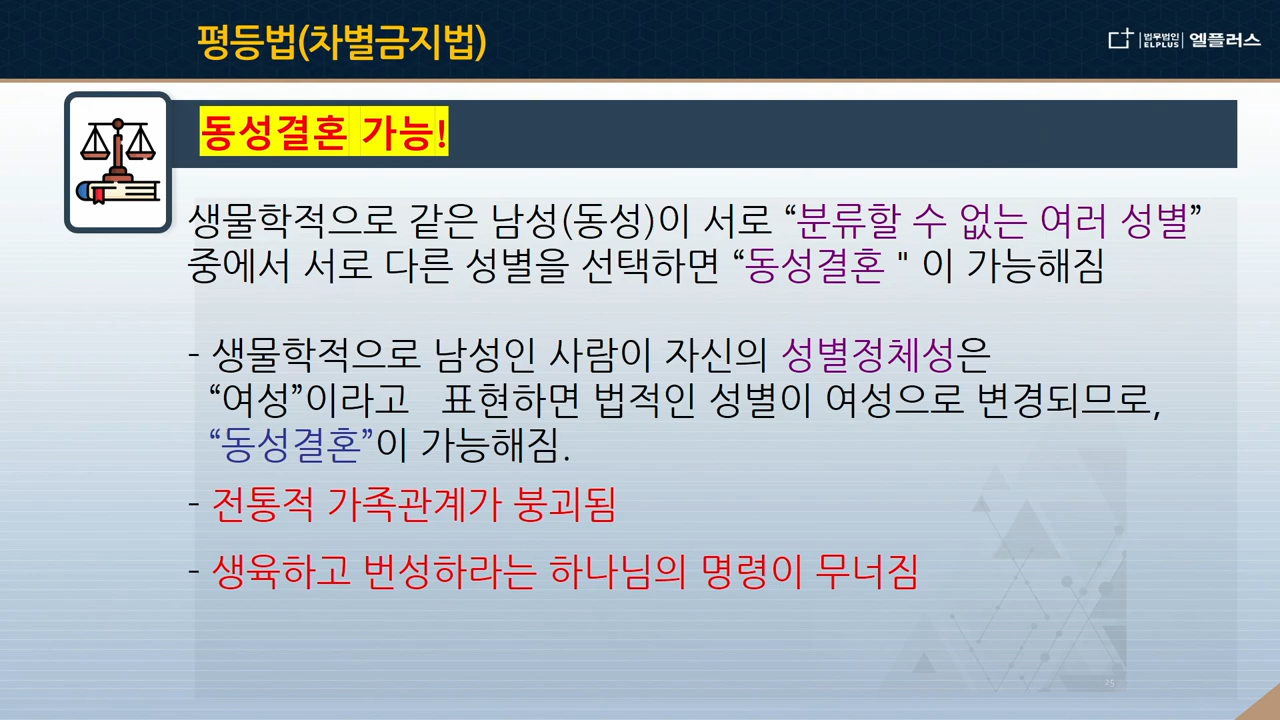 평등법(차별금지법)
법무법인
ELPLUS
엘플러스
동성결혼 가능!
생물학적으로 같은 남성(동성)이 서로 “분류할 수 없는 여러 성별”
중에서 서로 다른 성별을 선택하면 “동성결혼 " 이 가능해짐
- 생물학적으로 남성인 사람이 자신의 성별정체성은
“여성”이라고 표현하면 법적인 성별이 여성으로 변경되므로,
“동성결혼”이 가능해짐.
- 전통적 가족관계가 붕괴됨
- 생육하고 번성하라는 하나님의 명령이 무너짐
25